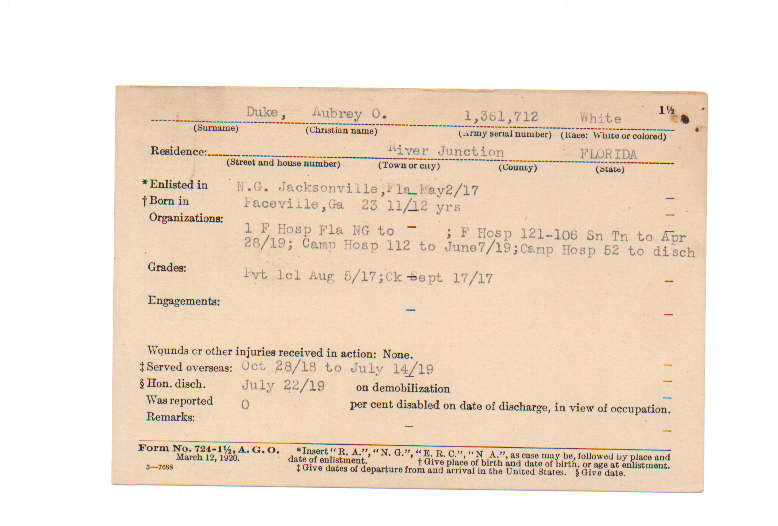 Duke, Aubrey O. 1,361,712 White 1½
(Surname) (Christian name) (Army serial number) (Race: White or colored)
Residence: River Junction FLORIDA
(Street and house number) (Town or city) (County) (State)
*Enlisted in N.G. Jacksonville,Fla May2/17
†Born in Faceville,Ga 23 11/12 yrs
Organizations: 1 F Hosp Fla NG to — ; F Hosp 121-106 Sn Tn to Apr
28/19; Camp Hosp 112 to June7/19;Camp Hosp 52 to disch
Grades: Pvt 1cl Aug 5/17;Ck Sept 17/17
Engagements: —
Wounds or other injuries received in action: None.
‡Served overseas: Oct 28/18 to July 14/19
§Hon. disch. July 22/19 on demobilization
Was reported 0 per cent disabled on date of discharge, in view of occupation.
Remarks: —
Form No. 724-1½, A. G. O. *Insert "R. A.", "N. G.", "E. R. C.", "N A.", as case may be, followed by place and
March 12, 1920. date of enlistment. †Give place of birth and date of birth, or age at enlistment.
3—7688 ‡Give dates of departure from and arrival in the United States. §Give date.